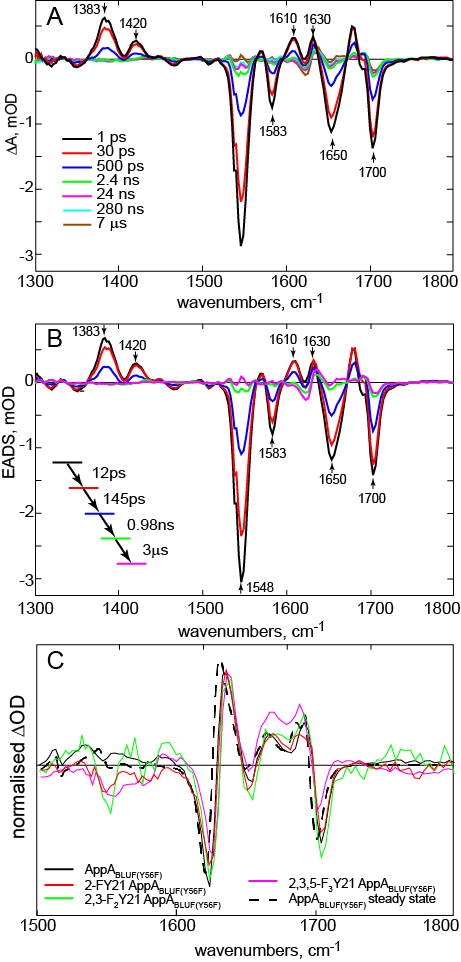 A
1383
1420
1610
1630
0
-1
-2
-3
ΔA, mOD
1583
1650
1700
1 ps
30 ps
500 ps
2.4 ns
24 ns
280 ns
7 µs
1300 1400 1500 1600 1700 1800
wavenumbers, cm-1
B
1383
1420
1610
1630
0
-1
-2
-3
EADS, mOD
1583
1650
1700
1548
12ps
145ps
0.98ns
3µs
1300 1400 1500 1600 1700 1800
wavenumbers, cm-1
C
normalised ΔOD
AppABLUF(Y56F)
2-FY21 AppABLUF(Y56F)
2,3-F2Y21 AppABLUF(Y56F)
2,3,5-F3Y21 AppABLUF(Y56F)
AppABLUF(Y56F) steady state
1500 1600 1700 1800
wavenumbers, cm-1